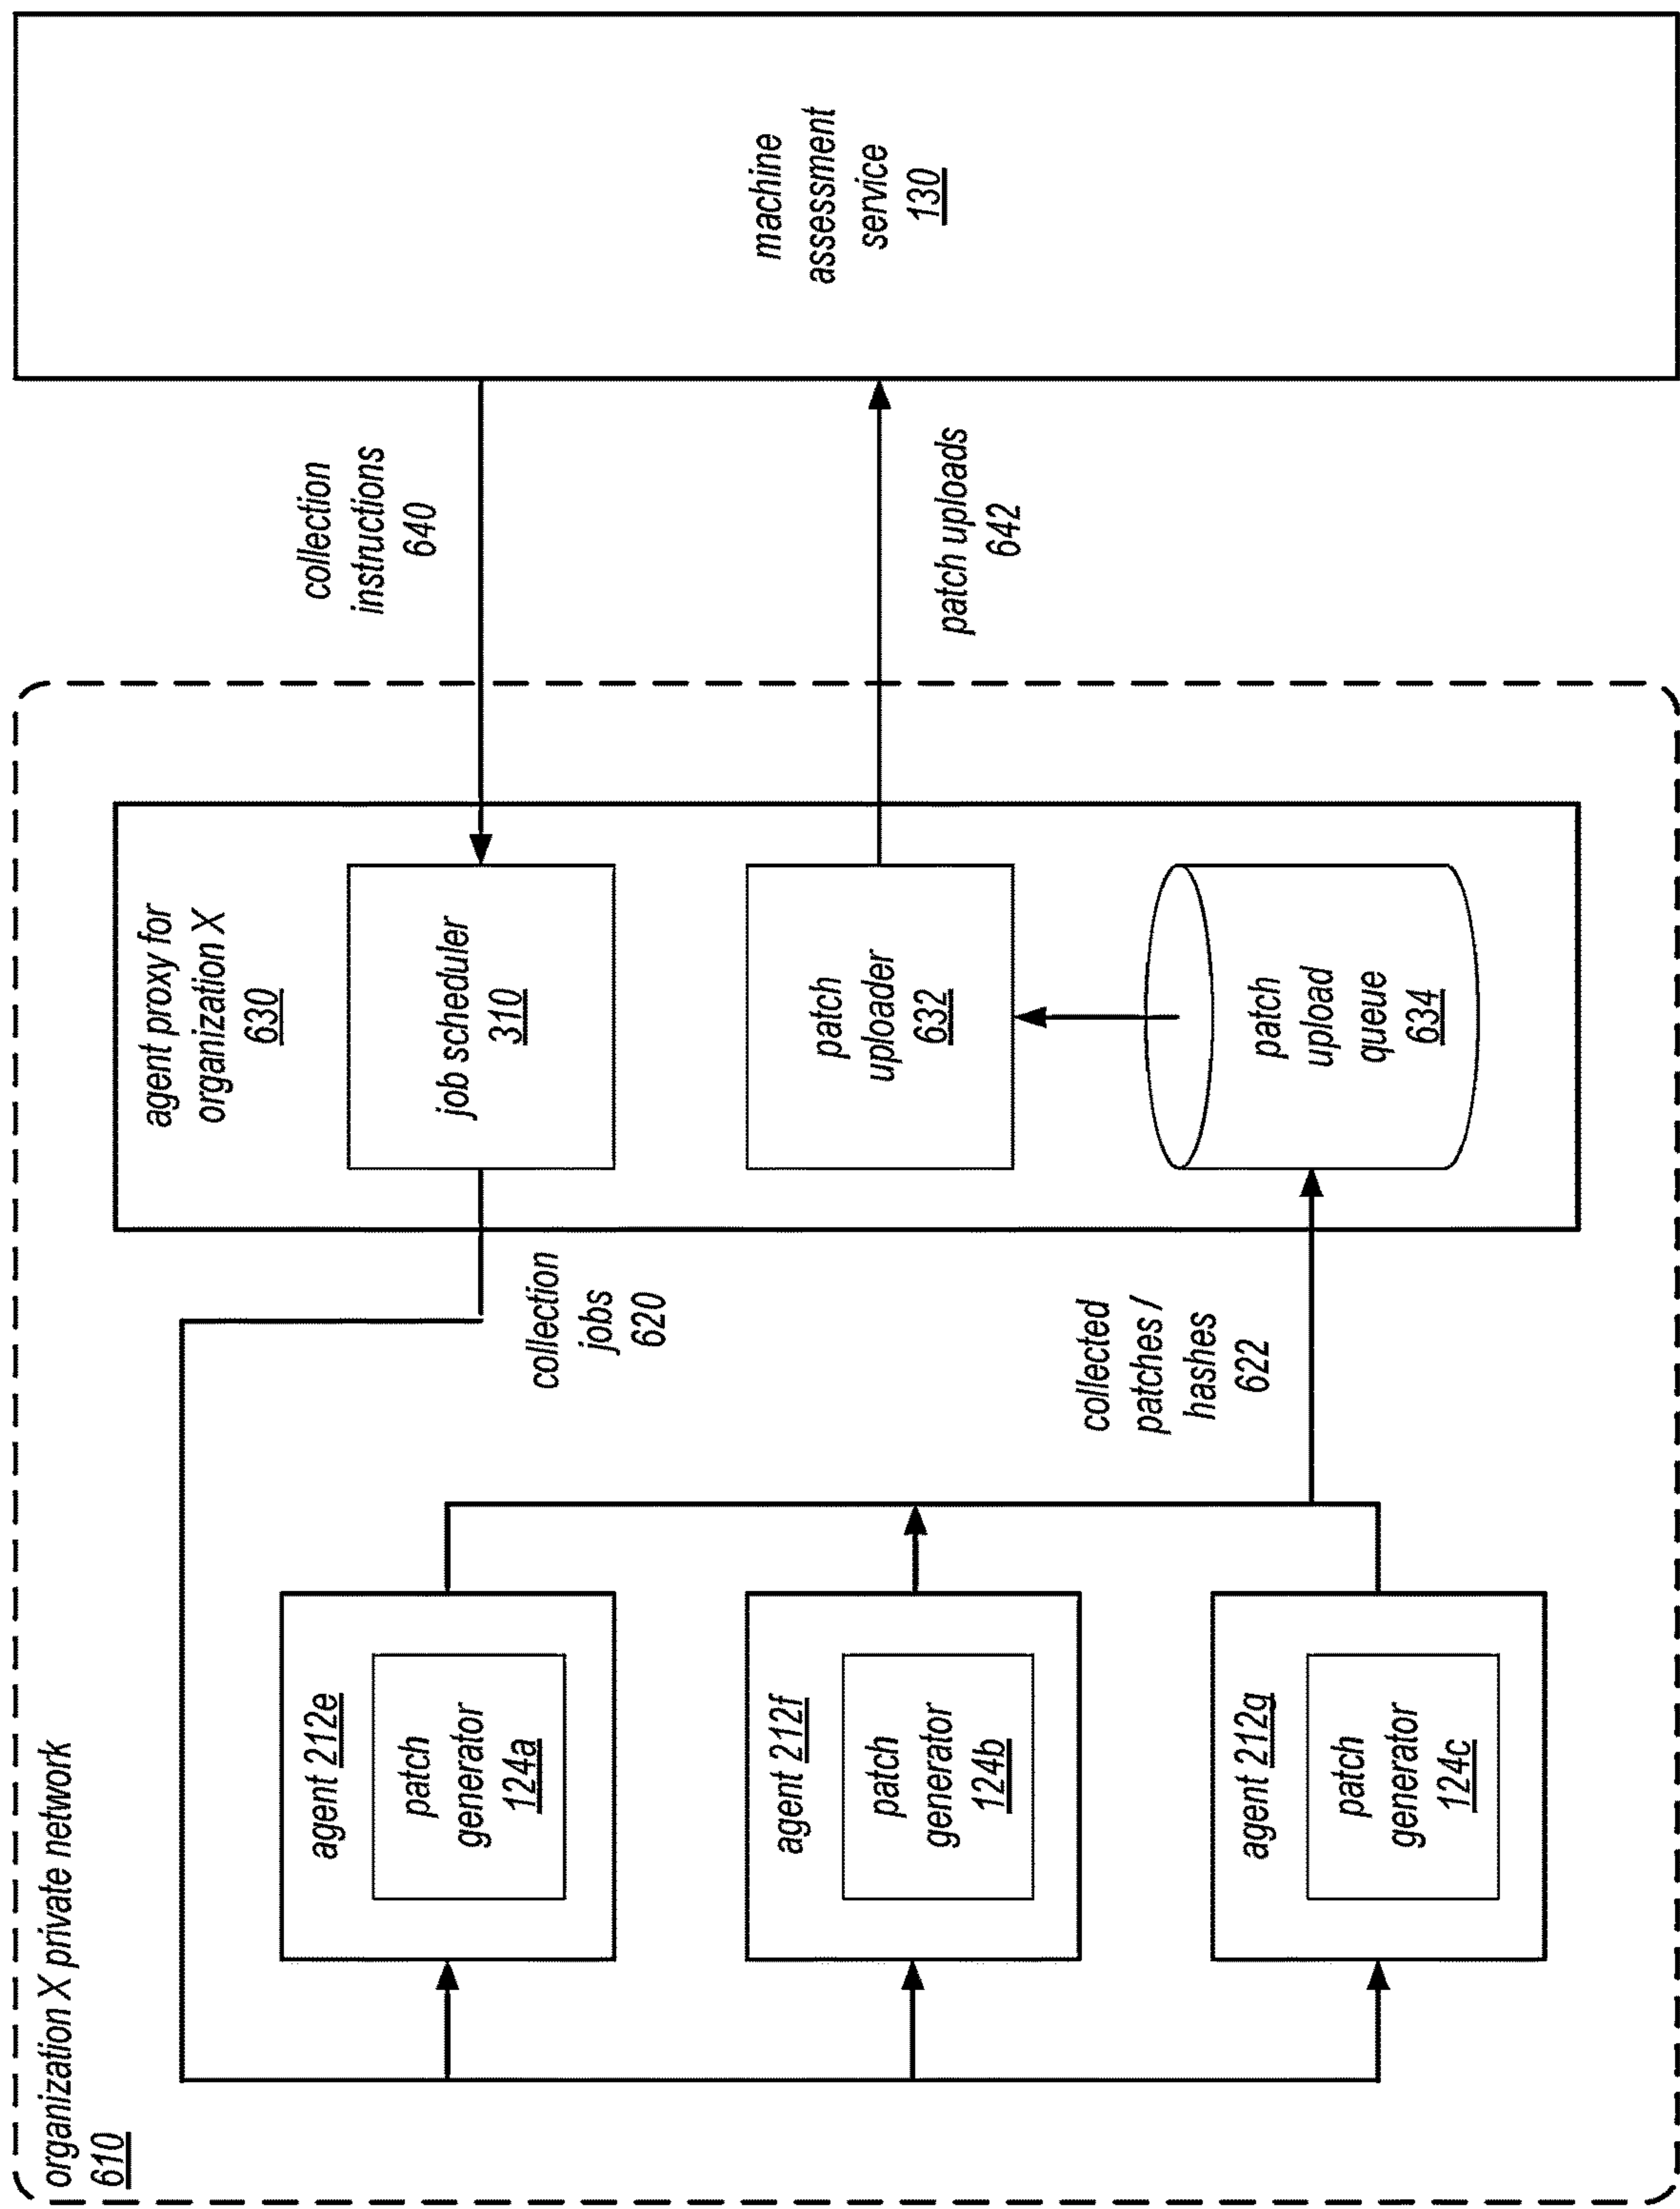 organization X private network
610
agent 212e
patch
generator
124a
agent 212f
patch
generator
124b
agent 212g
patch
generator
124c
collection
jobs
620
collected
patches /
hashes
622
agent proxy for
organization X
630
job scheduler
310
patch
uploader
632
patch
upload
queue
634
collection
instructions
640
patch uploads
642
machine
assessment
service
130